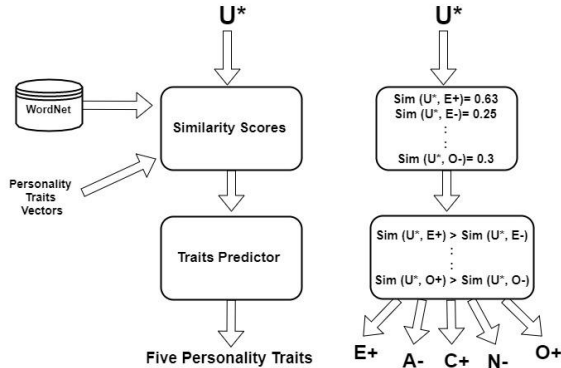 U*
WordNet
Similarity Scores
Personality
Traits
Vectors
Traits Predictor
Five Personality Traits
U*
Sim (U*, E+)= 0.63
Sim (U*, E-)= 0.25
:
:
Sim (U*, O-)= 0.3
Sim (U*, E+) > Sim (U*, E-)
:
:
Sim (U*, O+) > Sim (U*, O-)
E+ A- C+ N- O+